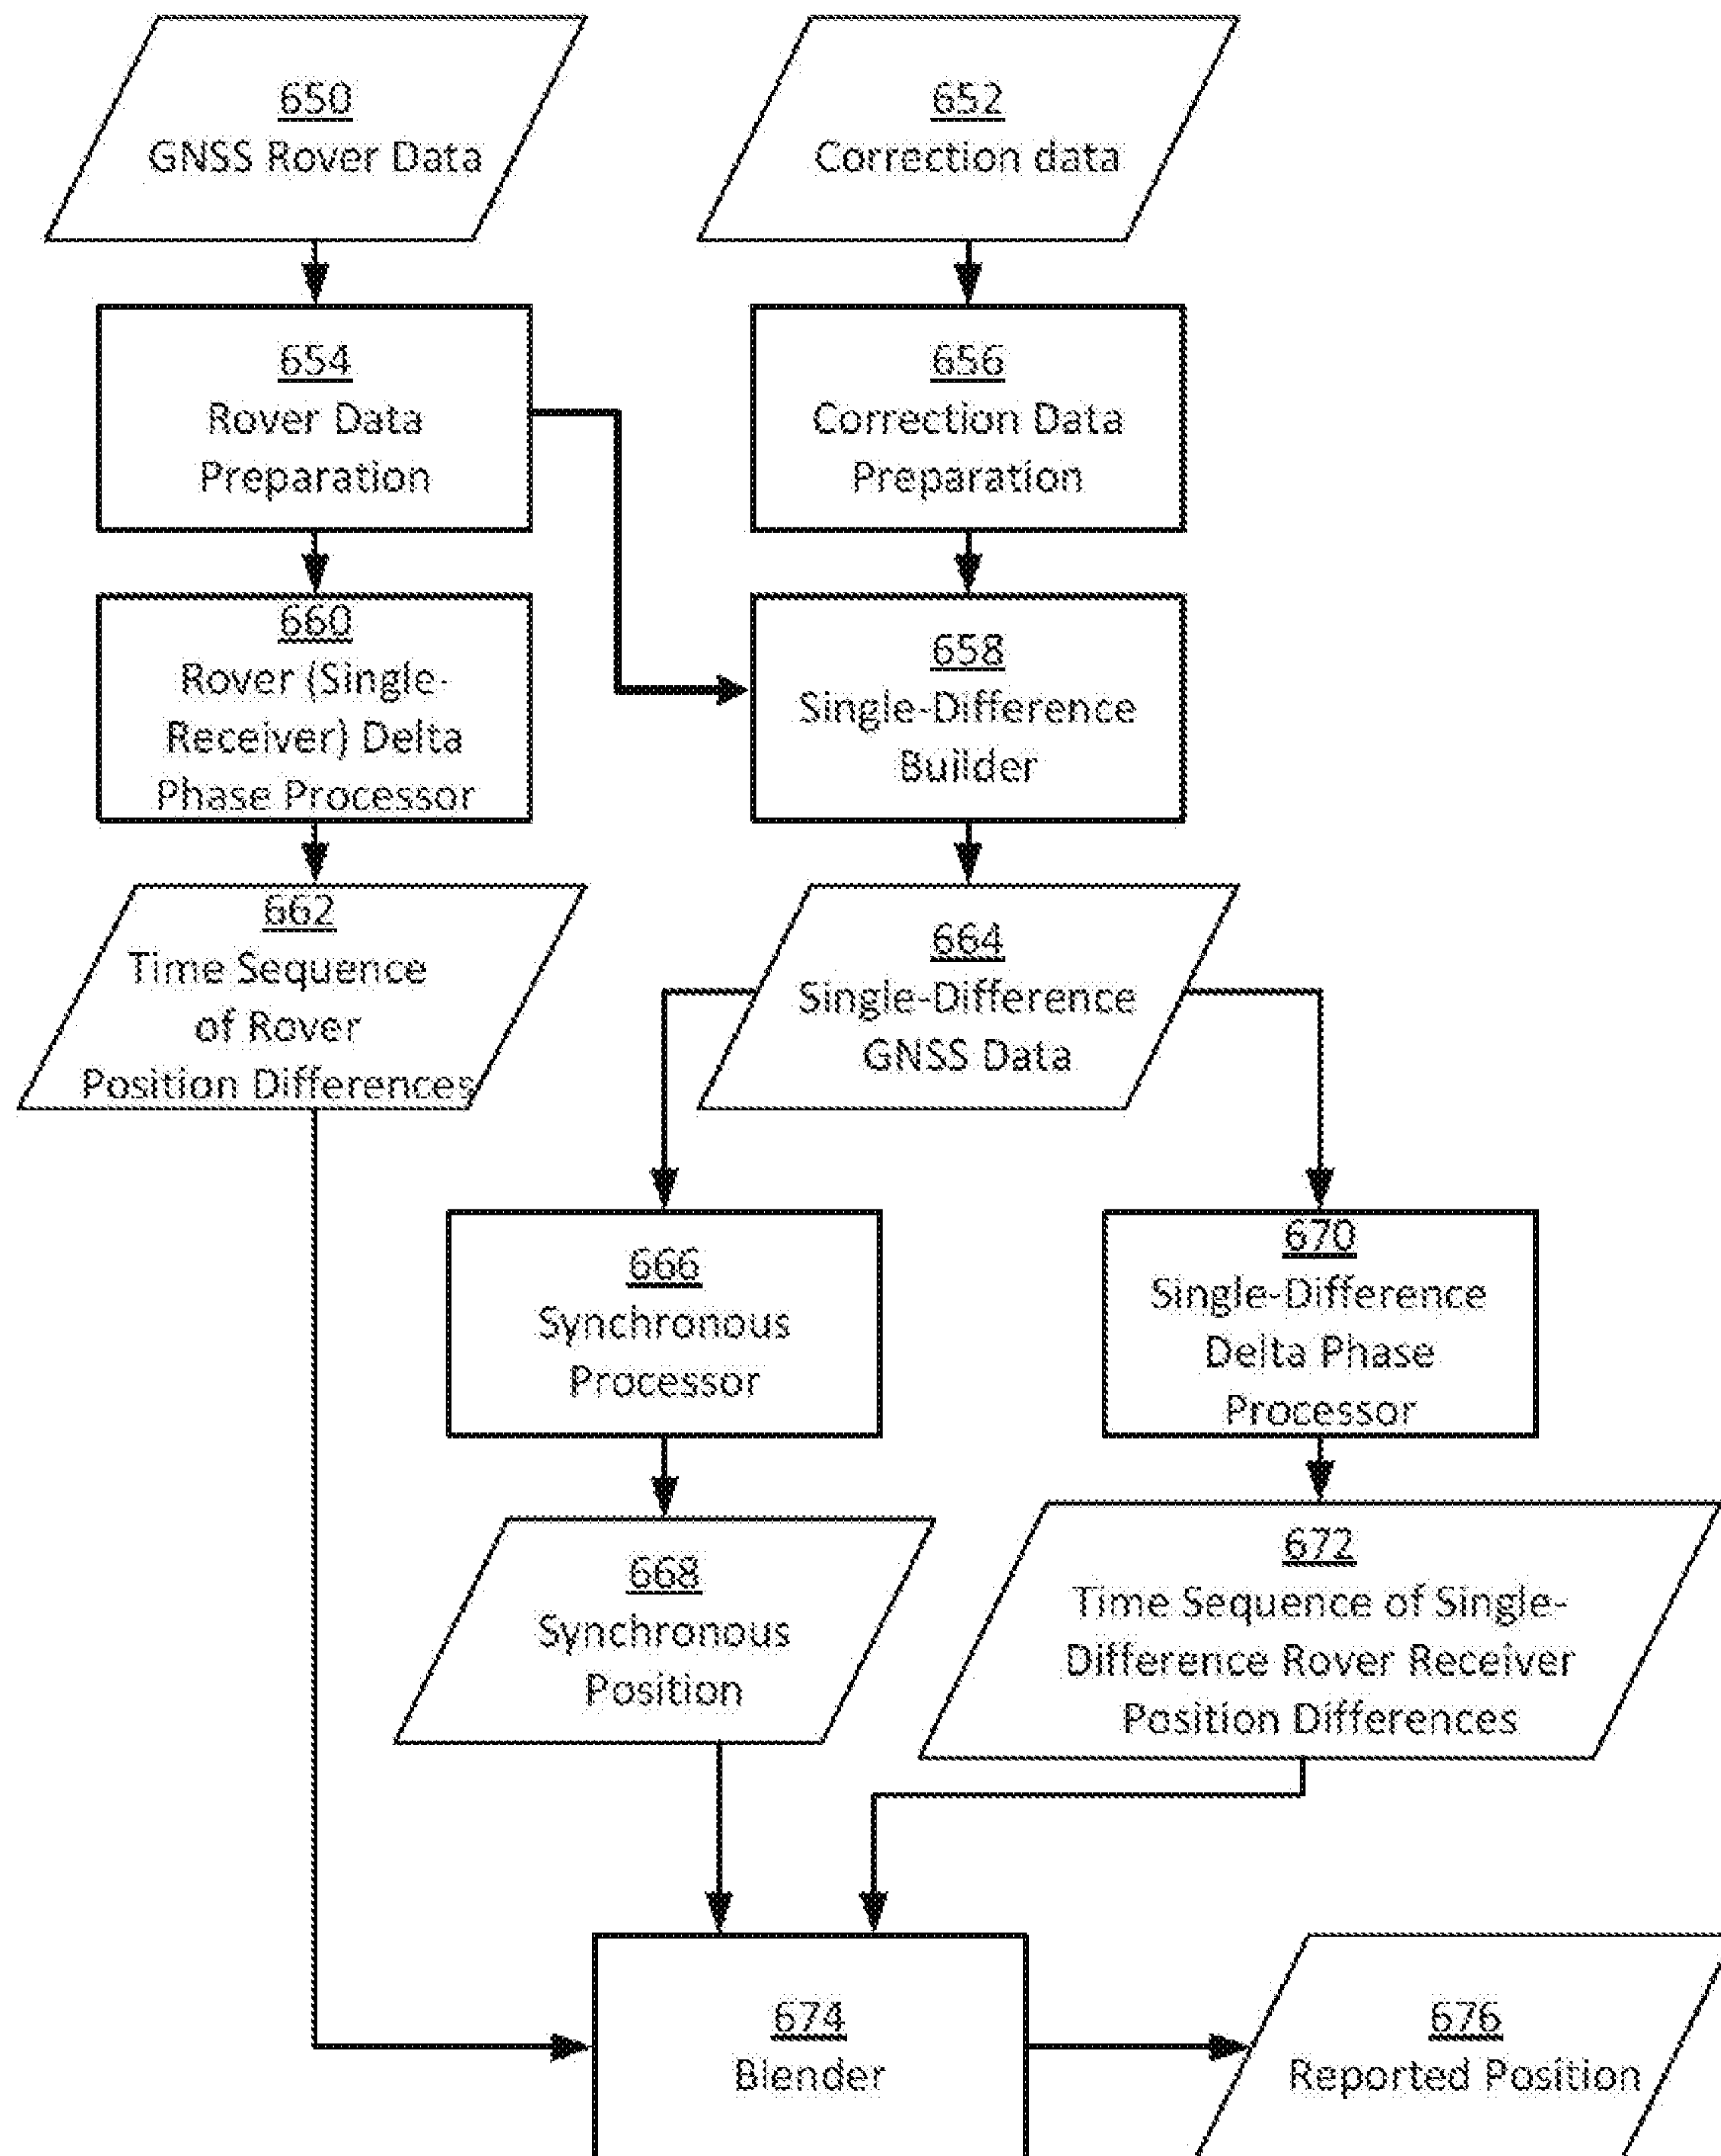 650
GNSS Rover Data
652
Correction data
654
Rover Data
Preparation
656
Correction Data
Preparation
660
Rover (Single-
Receiver) Delta
Phase Processor
658
Single-Difference
Builder
662
Time Sequence
of Rover
Position Differences
664
Single-Difference
GNSS Data
666
Synchronous
Processor
670
Single-Difference
Delta Phase
Processor
668
Synchronous
Position
672
Time Sequence of Single-
Difference Rover Receiver
Position Differences
674
Blender
676
Reported Position